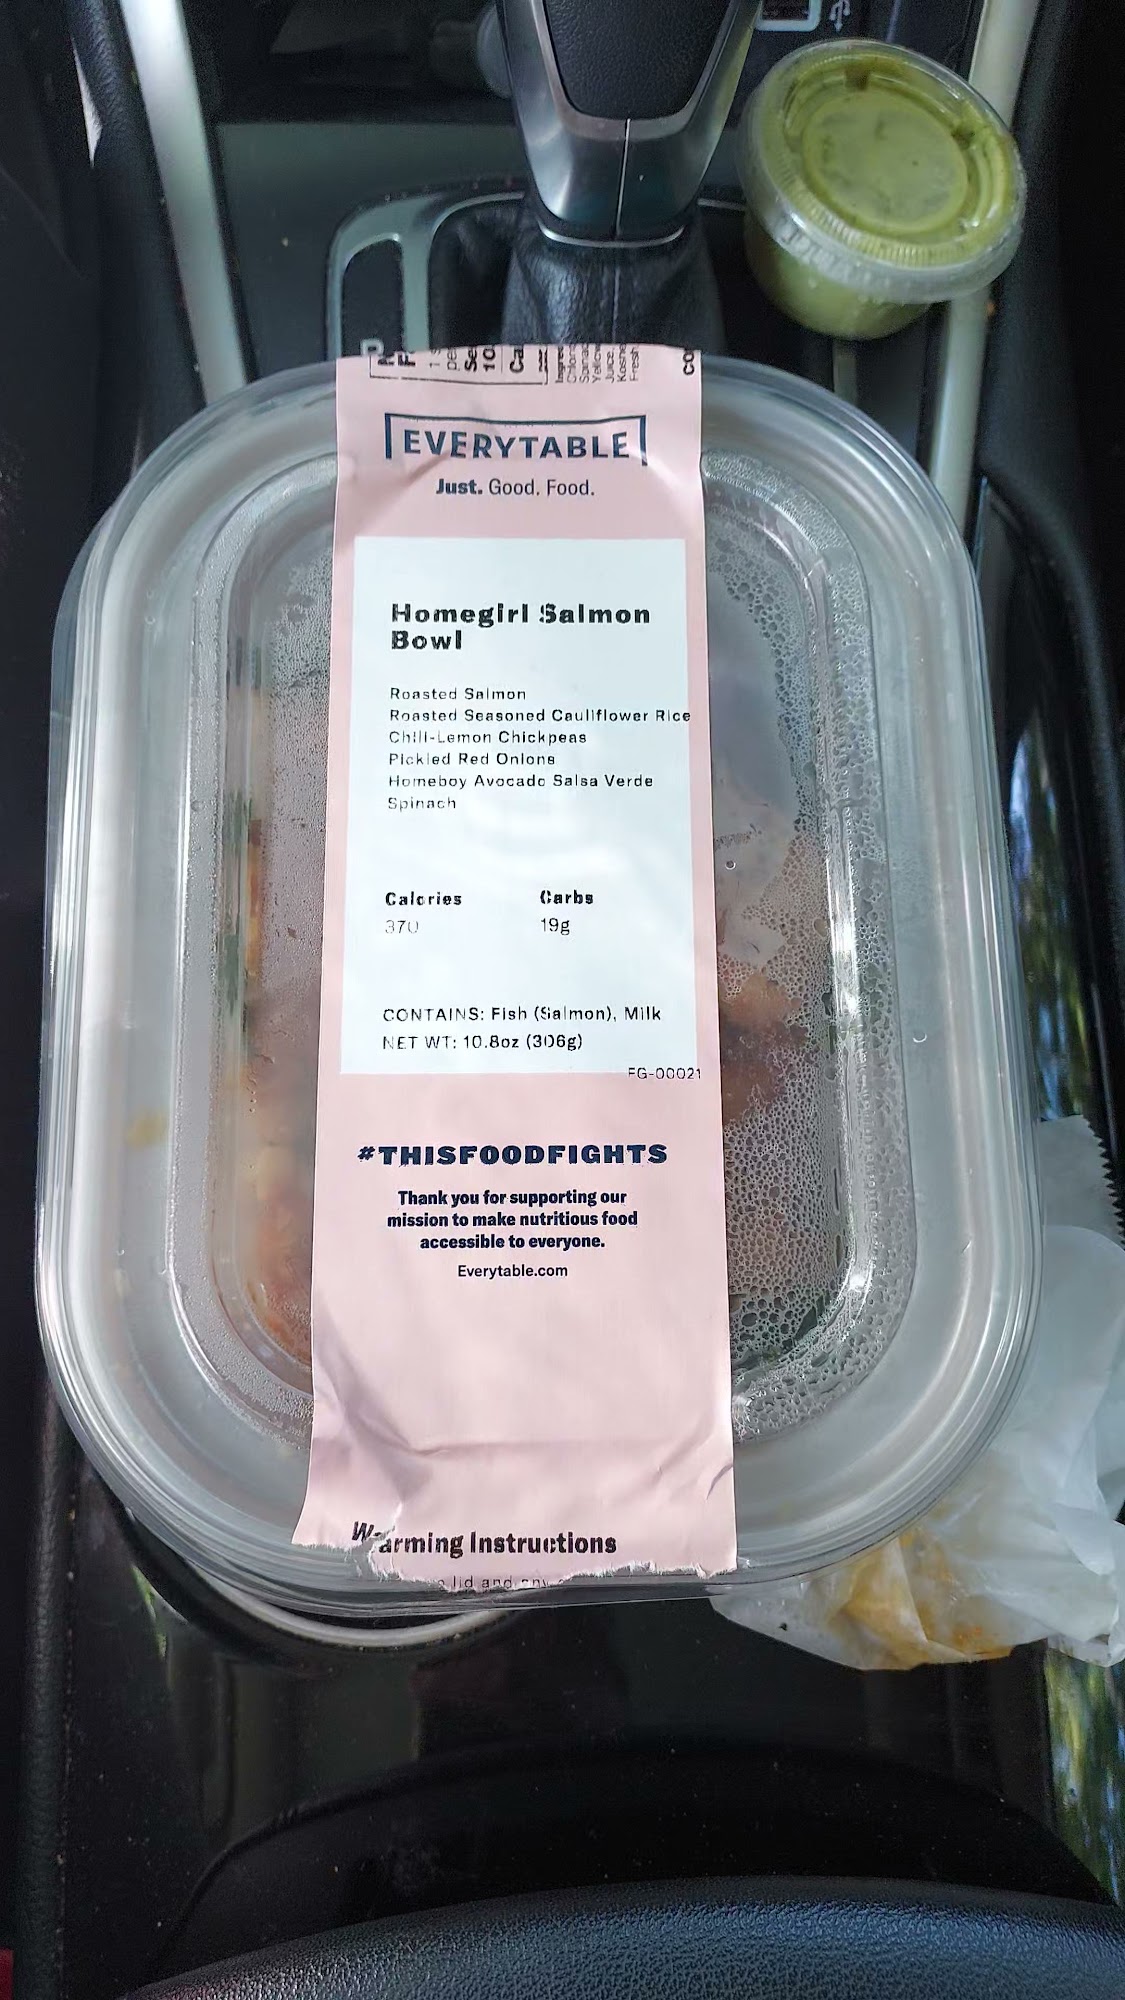 EVERYTABLE
Just. Good. Food.
Homegirl Salmon
Bowl
Roasted Salmon
Roasted Seasoned Cauliflower Rice
Chili-Lemon Chickpeas
Pickled Red Onions
Homeboy Avocado Salsa Verde
Spinach
Calories Carbs
370 19g
CONTAINS: Fish (Salmon), Milk
NET WT: 10.8oz (306g)
FG-00021
#THISFOODFIGHTS
Thank you for supporting our
mission to make nutritious food
accessible to everyone.
Everytable.com
Warming Instructions
lid and any